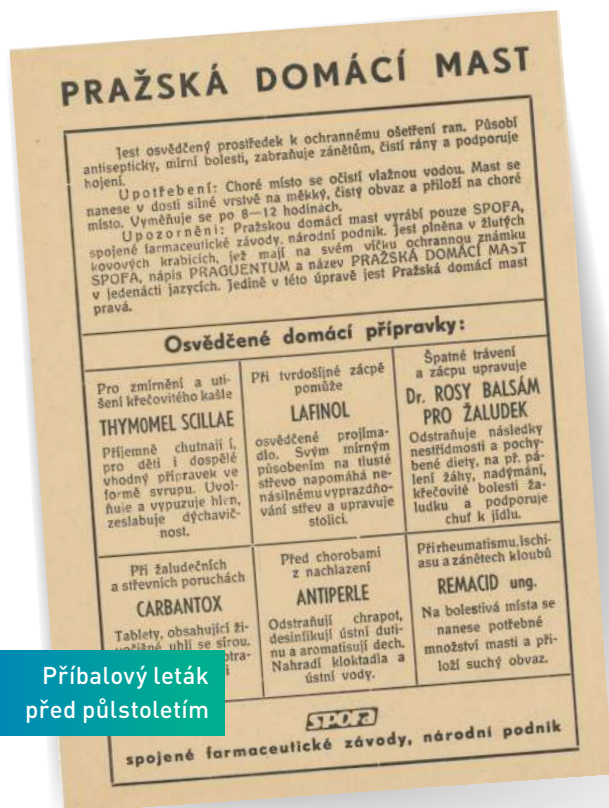 PRAŽSKÁ DOMÁCÍ MAST
Jest osvědčený prostředek k ochrannému ošetření ran. Působí
antisepticky, mírní bolesti, zabraňuje zánětům, čistí rány a podporuje
hojení.
Upotřebení: Choré místo se očistí vlažnou vodou. Mast se
nanese v dosti silné vrstvě na měkký, čistý obvaz a přiloží na choré
místo. Vyměňuje se po 8—12 hodinách.
Upozornění: Pražskou domácí mast vyrábí pouze SPOFA,
spojené farmaceutické závody, národní podnik. Jest plněna v žlutých
kovových krabicích, jež mají na svém víčku ochrannou známku
SPOFA, nápis PRAGUENTUM a název PRAŽSKÁ DOMÁCÍ MAST
v jedenácti jazycích. Jedině v této úpravě jest Pražská domácí mast
pravá.
Osvědčené domácí přípravky:
Pro zmírnění a uti-
šení křečovitého kašle
THYMOMEL SCILLAE
Příjemně chutnají í,
pro děti i dospělé
vhodný přípravek ve
formě syrupu. Uvol-
ňuje a vypuzuje hlen,
zeslabuje dýchavič-
nost.
Při tvrdošíjné zácpě
pomůže
LAFINOL
osvědčené projíma-
dlo. Svým mírným
působením na tlusté
střevo napomáhá ne-
násilnému vyprazdňo-
vání střev a upravuje
stolici.
Špatné trávení
a zácpu upravuje
Dr. ROSY BALSÁM
PRO ŽALUDEK
Odstraňuje následky
nestřídmosti a pochy-
bené diety, na př. pá-
lení žáhy, nadýmání,
křečovité bolesti ža-
ludku a podporuje
chuť k jídlu.
Při žaludečních
a střevních poruchách
CARBANTOX
Tablety, obsahující ži-
uhlí se sírou.
Před chorobami
z nachlazení
ANTIPERLE
Odstraňují chrapot,
desinfikují ústní duti-
nu a aromatisují dech.
Nahradí kloktadla a
ústní vody.
Při rheumatismu, Ischi-
asu a zánětech kloubů
REMACID ung.
Na bolestivá místa se
nanese potřebné
množství masti a při-
loží suchý obvaz.
Příbalový leták
před půlstoletím
SPOFA
spojené farmaceutické závody, národní podnik